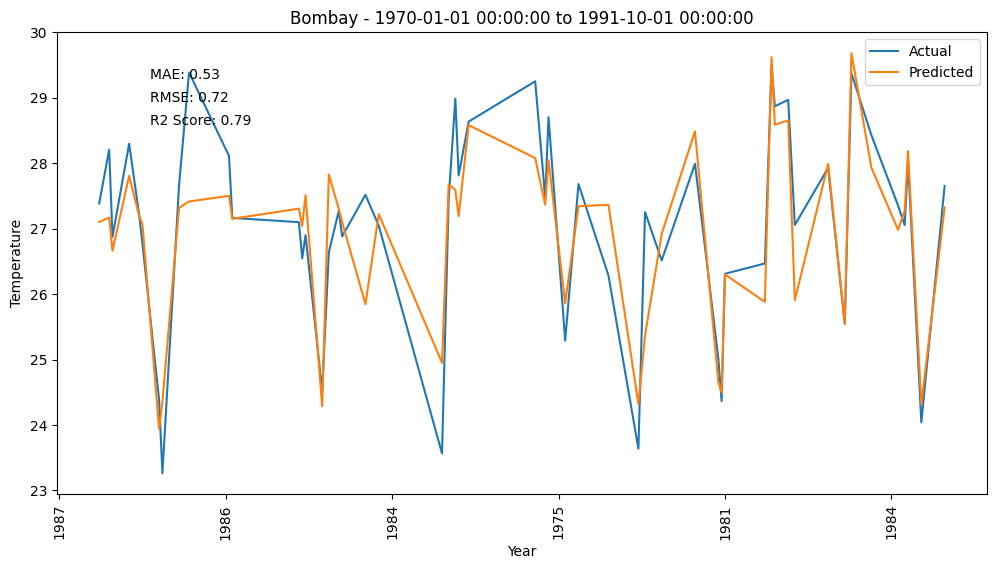 Bombay - 1970-01-01 00:00:00 to 1991-10-01 00:00:00
Actual
Predicted
MAE: 0.53
RMSE: 0.72
R2 Score: 0.79
Temperature
30
29
28
27
26
25
24
23
1987
1986
1984
1975
1981
1984
Year